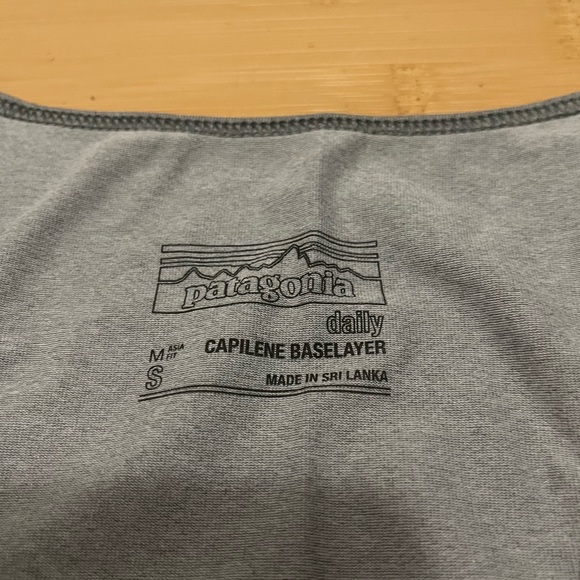 patagonia
daily
M ASIA FIT CAPILENE BASELAYER
S MADE IN SRI LANKA